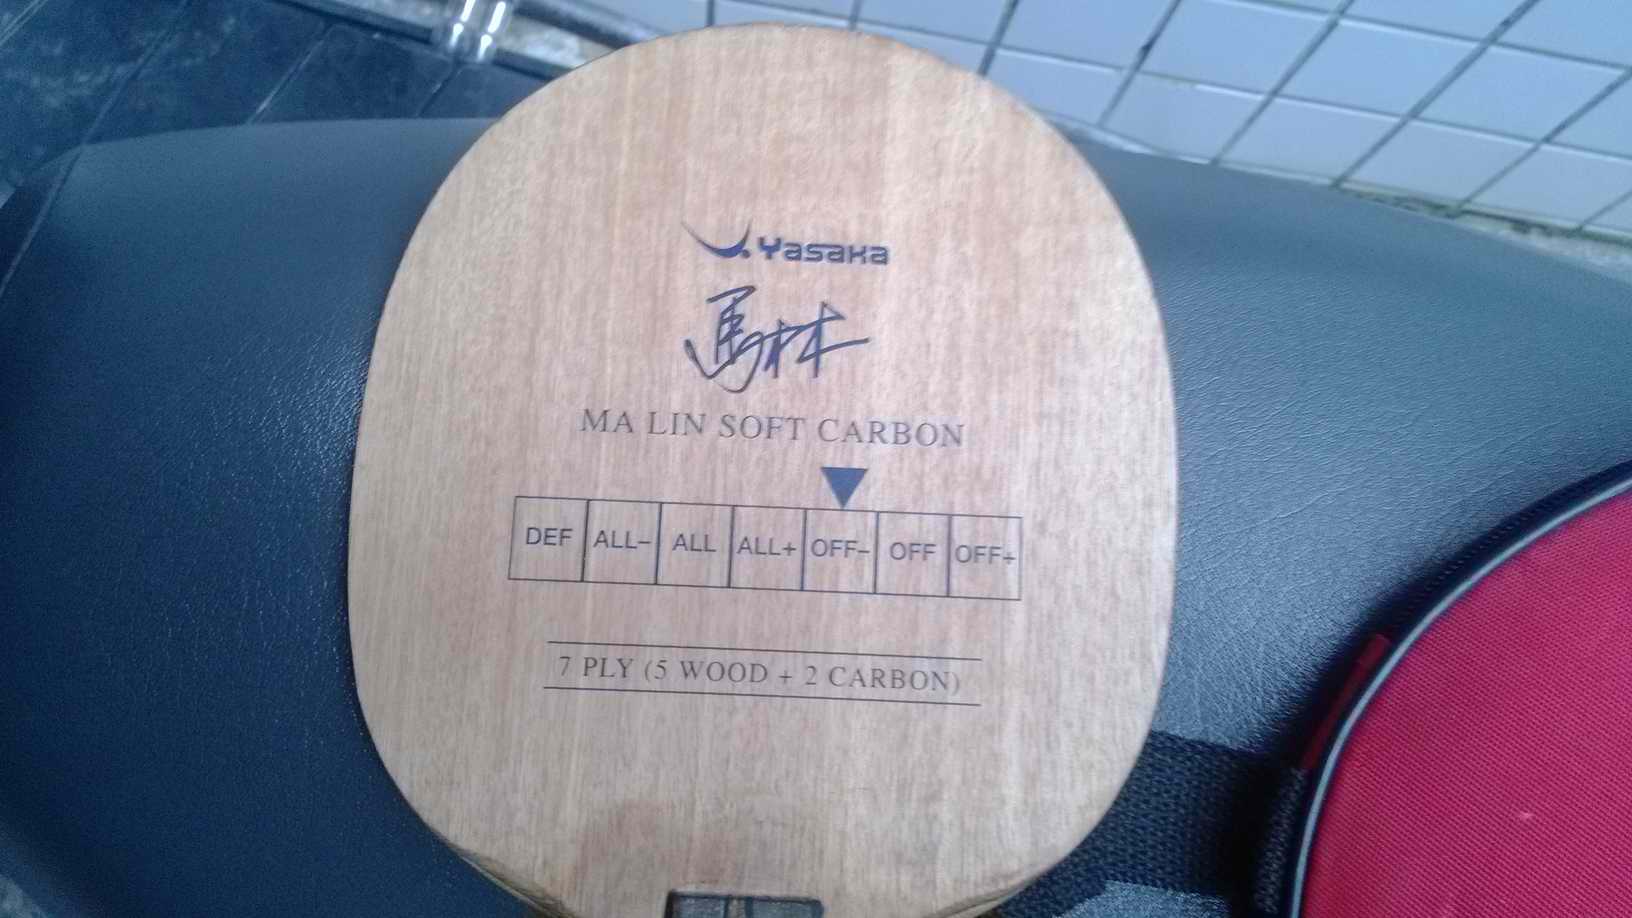 Yasaka
馬林
MA LIN SOFT CARBON
DEF ALL– ALL ALL+ OFF– OFF OFF+
7 PLY (5 WOOD + 2 CARBON)